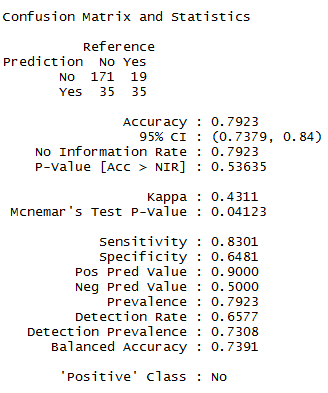 Confusion Matrix and Statistics
Reference
Prediction No Yes
No 171 19
Yes 35 35
Accuracy : 0.7923
95% CI : (0.7379, 0.84)
No Information Rate : 0.7923
P-Value [Acc > NIR] : 0.53635
Kappa : 0.4311
Mcnemar's Test P-Value : 0.04123
Sensitivity : 0.8301
Specificity : 0.6481
Pos Pred Value : 0.9000
Neg Pred Value : 0.5000
Prevalence : 0.7923
Detection Rate : 0.6577
Detection Prevalence : 0.7308
Balanced Accuracy : 0.7391
'Positive' Class : No